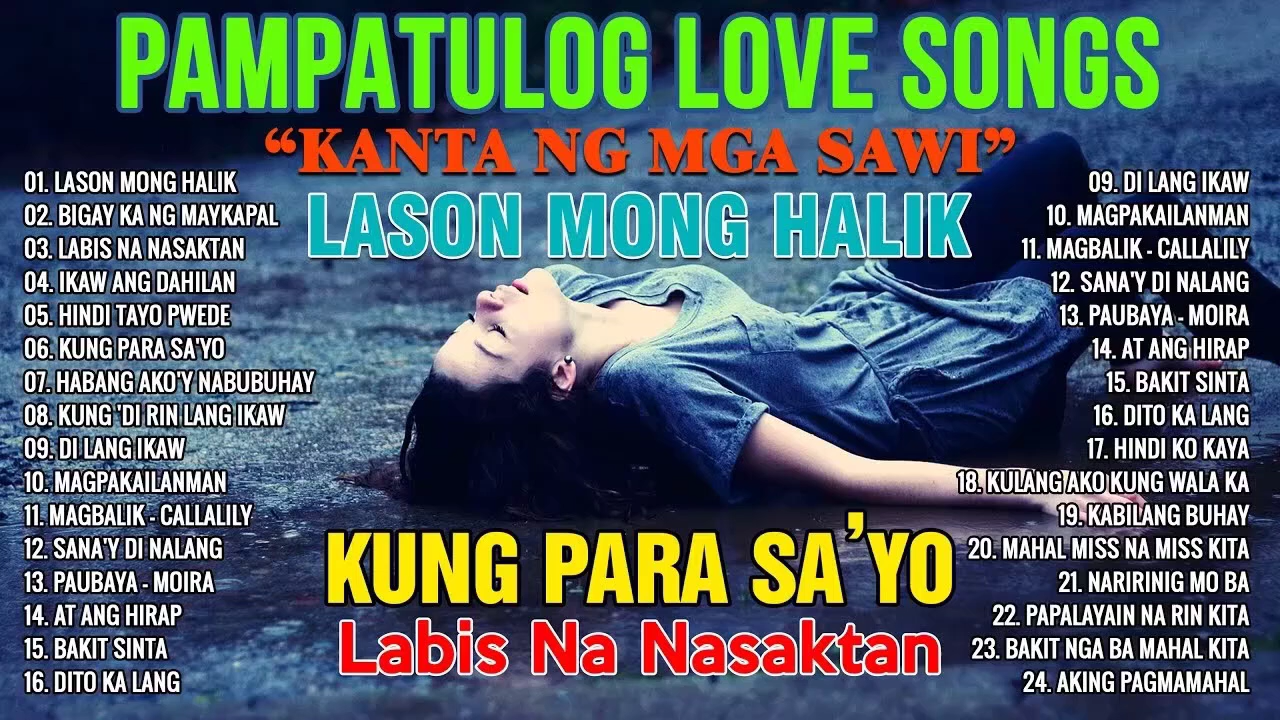 PAMPATULOG LOVE SONGS
“KANTA NG MGA SAWI”
LASON MONG HALIK
01. LASON MONG HALIK
02. BIGAY KA NG MAYKAPAL
03. LABIS NA NASAKTAN
04. IKAW ANG DAHILAN
05. HINDI TAYO PWEDE
06. KUNG PARA SA'YO
07. HABANG AKO'Y NABUBUHAY
08. KUNG 'DI RIN LANG IKAW
09. DI LANG IKAW
10. MAGPAKAILANMAN
11. MAGBALIK - CALLALILY
12. SANA'Y DI NALANG
13. PAUBAYA - MOIRA
14. AT ANG HIRAP
15. BAKIT SINTA
16. DITO KA LANG
09. DI LANG IKAW
10. MAGPAKAILANMAN
11. MAGBALIK - CALLALILY
12. SANA'Y DI NALANG
13. PAUBAYA - MOIRA
14. AT ANG HIRAP
15. BAKIT SINTA
16. DITO KA LANG
17. HINDI KO KAYA
18. KULANG AKO KUNG WALA KA
19. KABILANG BUHAY
20. MAHAL MISS NA MISS KITA
21. NARIRINIG MO BA
22. PAPALAYAIN NA RIN KITA
23. BAKIT NGA BA MAHAL KITA
24. AKING PAGMAMAHAL
KUNG PARA SA’YO
Labis Na Nasaktan